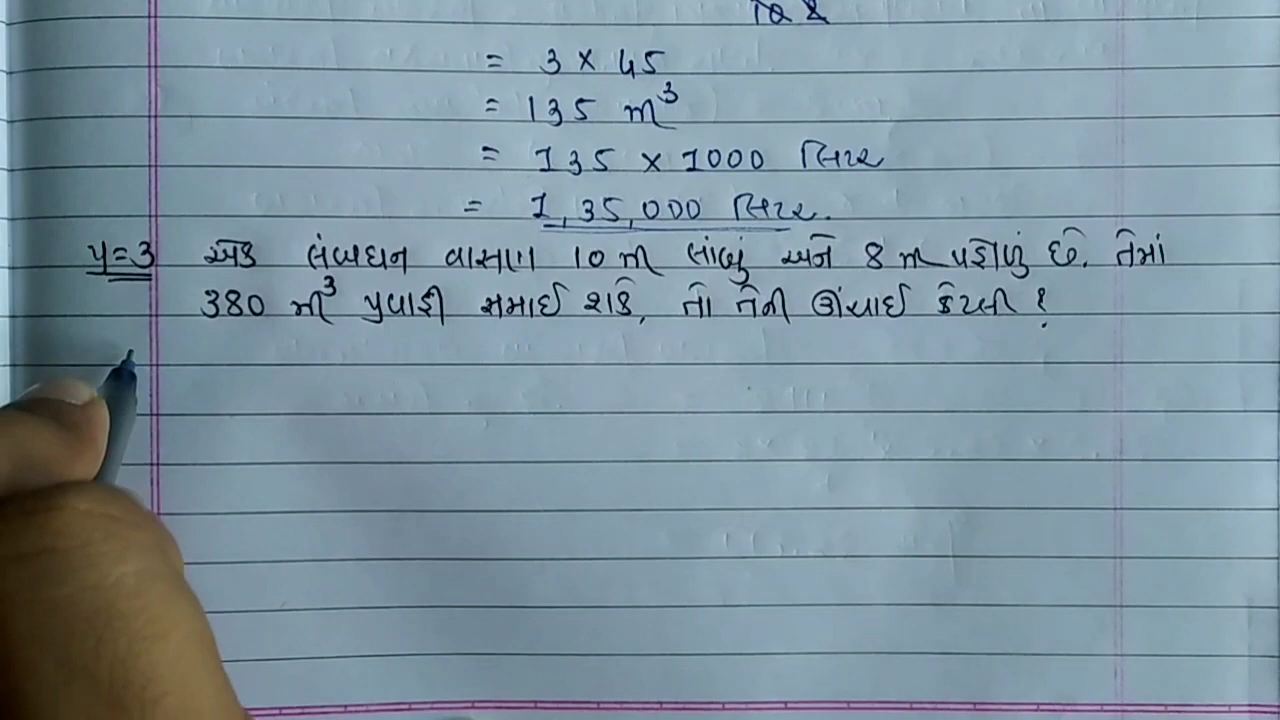 = 3 × 45
= 135 m³
= 135 × 1000 લિટર
= 1,35,000 લિટર.
પ્ર=3 એક લંબઘન વાસણ 10 m લાંબું અને 8 m પહોળું છે. તેમાં
380 મી³ પ્રવાહી સમાઈ શકે, તો તેની ઊંચાઈ કેટલી ?